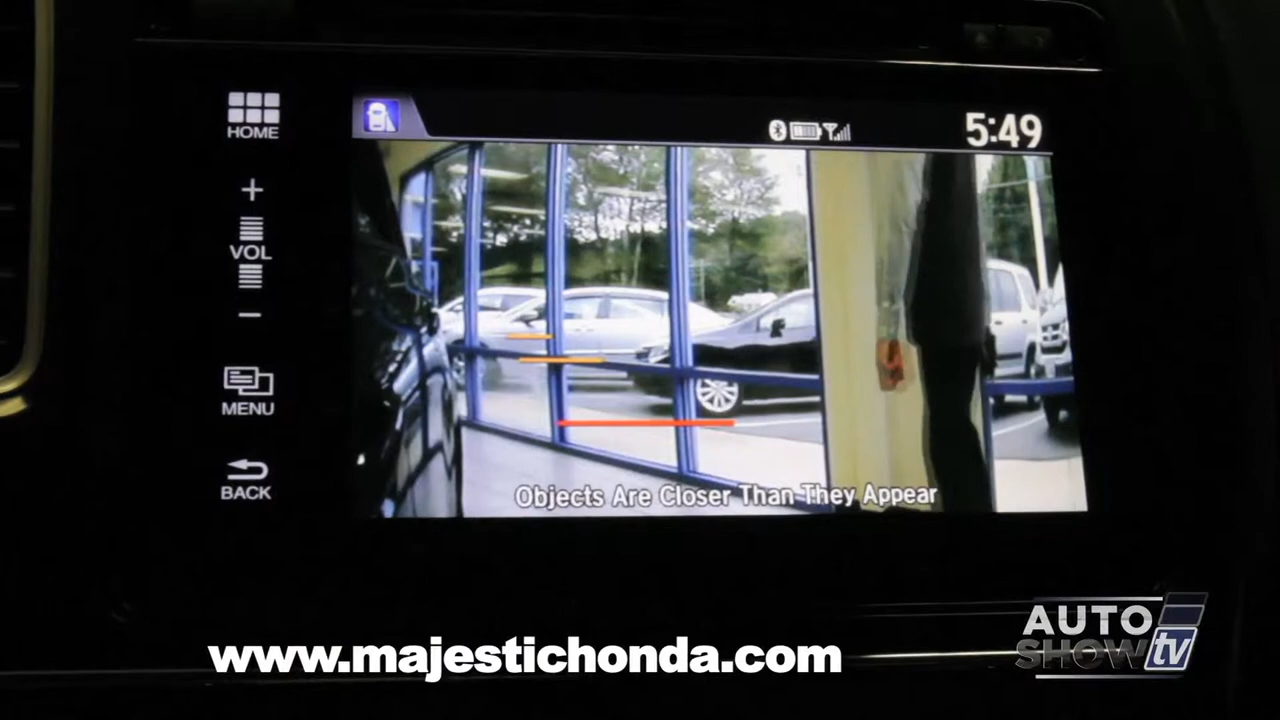 HOME
5:49
+
VOL
−
MENU
BACK
Objects Are Closer Than They Appear
www.majestichonda.com
AUTO
SHOW tv